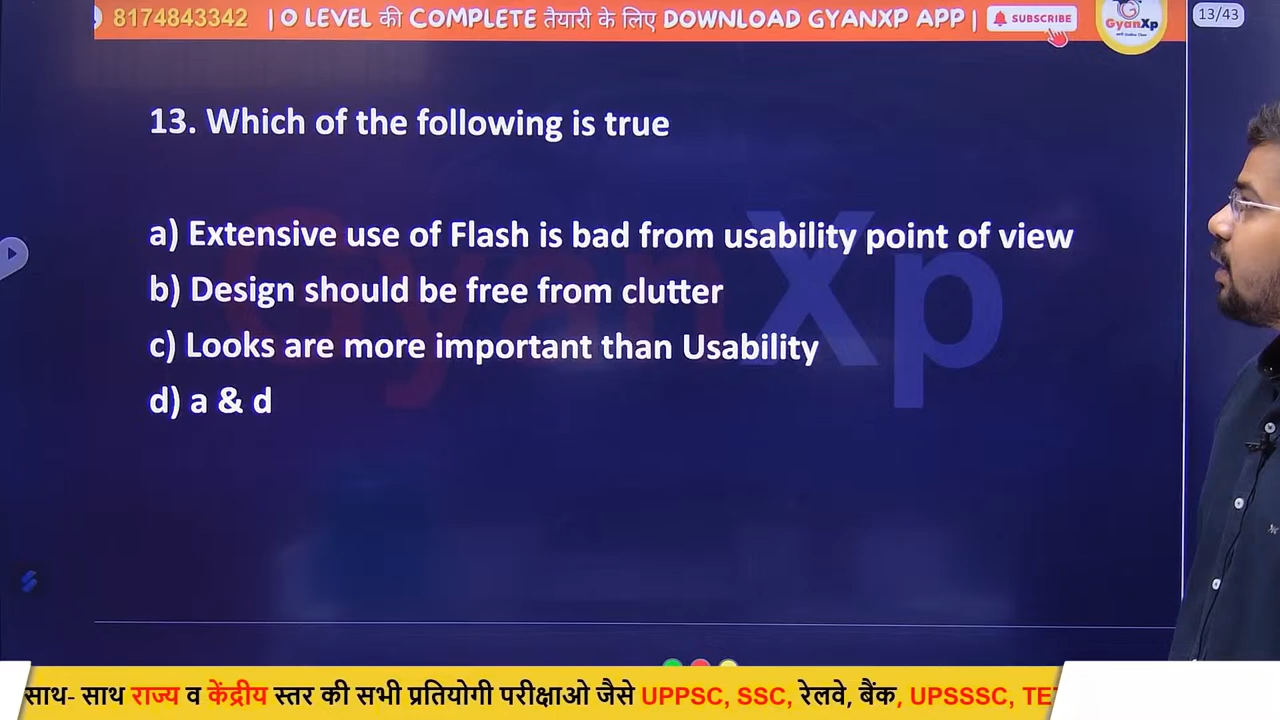 8174843342 | O LEVEL की COMPLETE तैयारी के लिए DOWNLOAD GYANXP APP | SUBSCRIBE
GyanXp
13/43
13. Which of the following is true
a) Extensive use of Flash is bad from usability point of view
b) Design should be free from clutter
c) Looks are more important than Usability
d) a & d
GyanXp
साथ- साथ राज्य व केंद्रीय स्तर की सभी प्रतियोगी परीक्षाओ जैसे UPPSC, SSC, रेलवे, बैंक, UPSSSC, TET